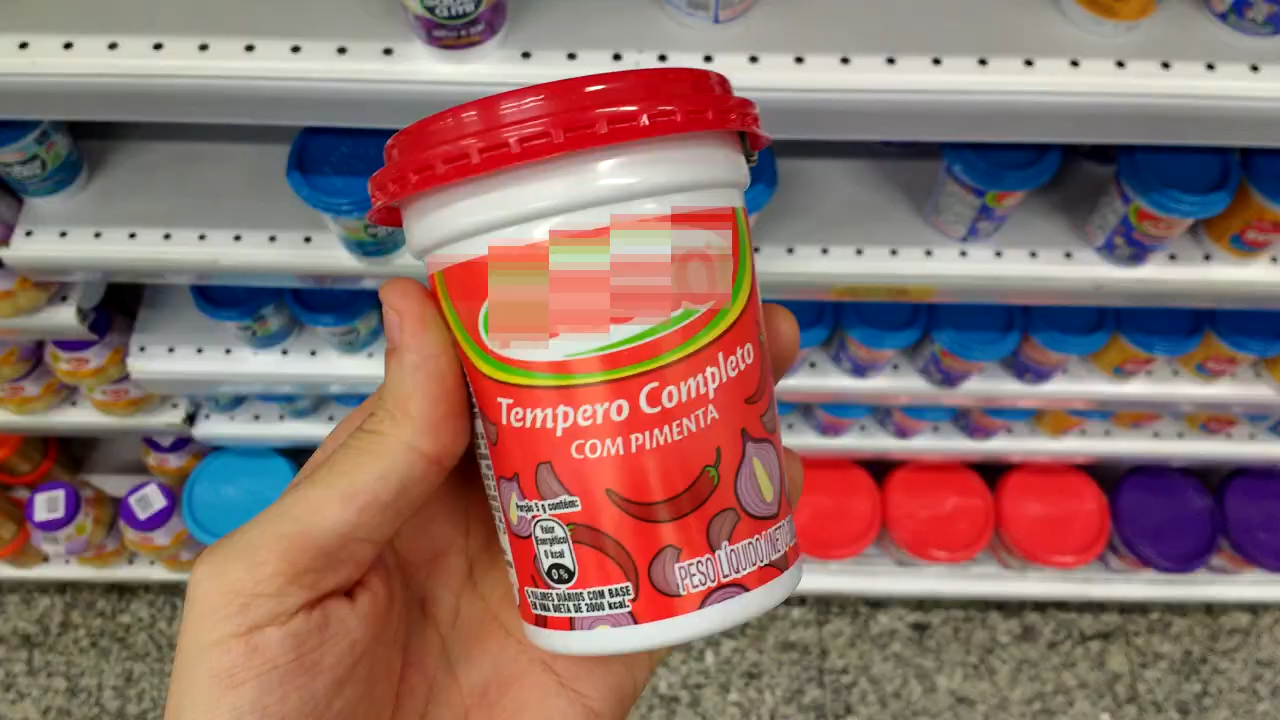 Tempero Completo
COM PIMENTA
Porção 5 g contém:
Valor
Energético
0 kcal
0 %
VALORES DIÁRIOS COM BASE
EM UMA DIETA DE 2000 kcal.
PESO LÍQUIDO/NETO